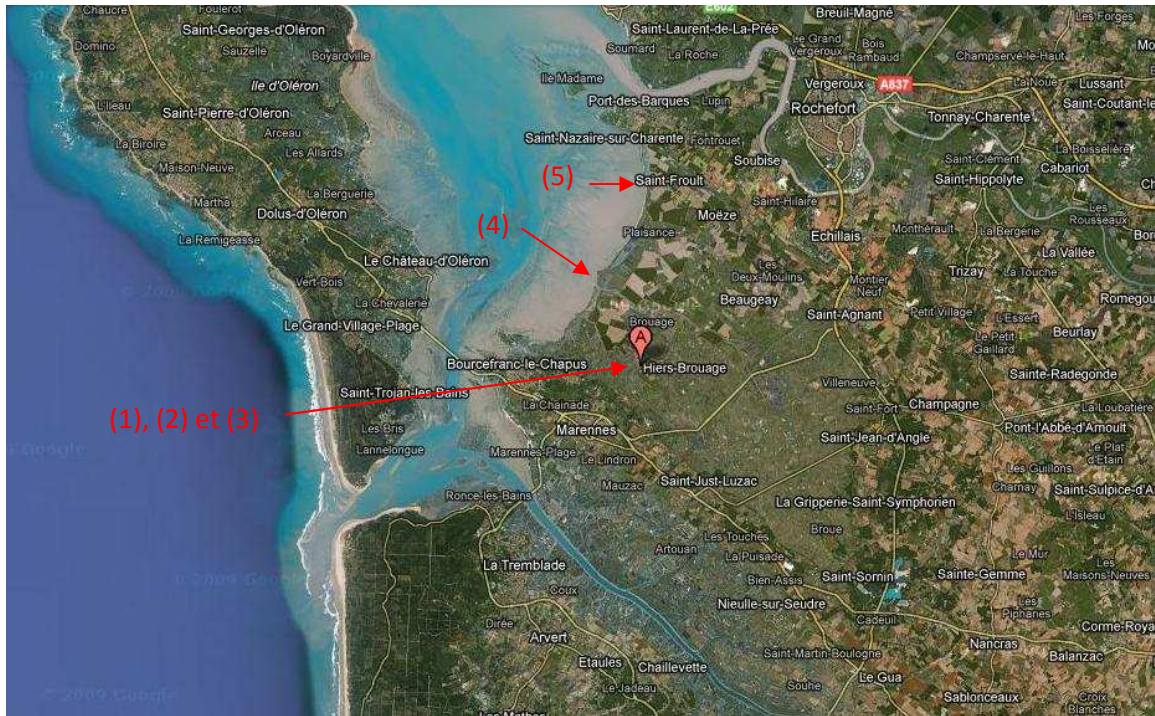 Chaucre
Foulerot
Saint-Georges-d'Oléron
Domino
Sauzelle
Boyardville
Ile d'Oléron
L'Ileau
Saint-Pierre-d'Oléron
Arceau
La Biroire
Les Allards
Maison-Neuve
La Berguerie
Martha
Dolus-d'Oléron
La Remigeasse
Le Château-d'Oléron
Vert-Bois
La Chevalerie
Le Grand-Village-Plage
Bourcefranc-le-Chapus
Saint-Trojan-les-Bains
(1), (2) et (3)
Les Bris
Lannelongue
La Chainade
Marennes
Marennes-Plage
Le Lindron
Ronce-les-Bains
Mauzac
Saint-Just-Luzac
La Tremblade
Coux
Dirée
Arvert
Etaules
Chaillevette
Le Jadeau
Les Mathes
E602
Saint-Laurent-de-La-Prée
Breuil-Magné
Les Forges
Soumard
La Roche
Le Grand
Vergeroux
Bois
Rambaud
Champservé-le-Haut
Ile Madame
Port-des-Barques
Lupin
Vergeroux
A837
La Noue
Lussant
Rochefort
Saint-Coutant-le-
Tonnay-Charente
Saint-Nazaire-sur-Charente
Fontrouet
La Boisselière
Soubise
Saint-Clément
Cabariot
(5)
Saint-Froult
Saint-Hippolyte
Saint-Hilaire
Les
Rousseaux
(4)
Moëze
Plaisance
Echillais
Monthérault
La Bergerie
La Vallée
Les
Deux-Moulins
Montier
Neuf
Trizay
La Touche
Beaugeay
Romegou
Saint-Agnant
Petit Village
L'Essert
Brouage
A
Le Petit
Gaillard
Beurlay
Hiers-Brouage
Sainte-Radegonde
Villeneuve
Saint-Fort
Champagne
La Loubatière
Pont-l'Abbé-d'Arnoult
Saint-Jean-d'Angle
Le Plat
d'Etain
Les Guillons
Charnay
Saint-Sulpice-d'A
La Gripperie-Saint-Symphorien
L'Isleau
Broue
Les Touches
Artouan
La Puisade
Le Mur
Bien-Assis
Saint-Sornin
Sainte-Gemme
Les
Maisons-Neuves
Nieulle-sur-Seudre
Les
Piphanes
Cadeuil
Corme-Roya
Nancras
Balanzac
Saint-Martin-Boulogne
Souhe
Le Gua
Sablonceaux
Croix
Blanches
© 2009 Google